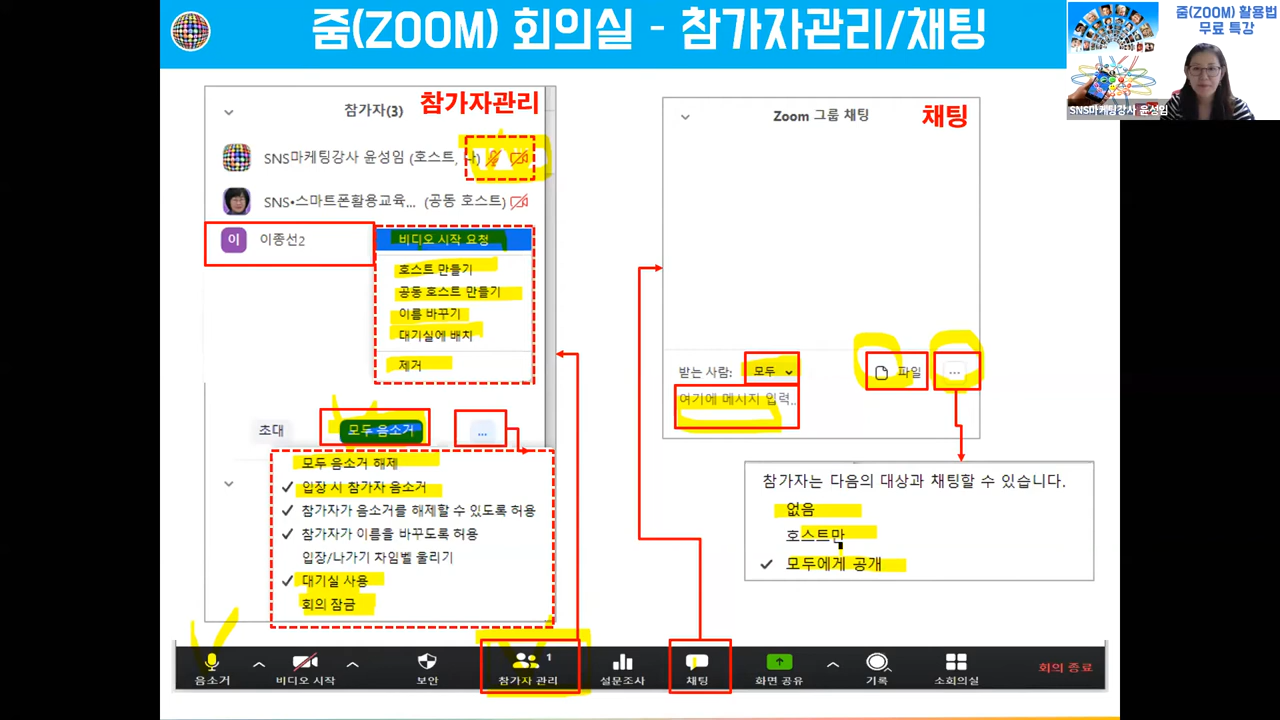 줌(ZOOM) 회의실 - 참가자관리/채팅
줌(ZOOM) 활용법
무료 특강
SNS마케팅강사 윤성임
참가자(3)
참가자관리
SNS마케팅강사 윤성임 (호스트, 나)
SNS•스마트폰활용교육... (공동 호스트)
이
이종선2
비디오 시작 요청
호스트 만들기
공동 호스트 만들기
이름 바꾸기
대기실에 배치
제거
초대
모두 음소거
...
모두 음소거 해제
✓ 입장 시 참가자 음소거
✓ 참가자가 음소거를 해제할 수 있도록 허용
✓ 참가자가 이름을 바꾸도록 허용
입장/나가기 차임벨 울리기
✓ 대기실 사용
회의 잠금
Zoom 그룹 채팅
채팅
받는 사람:
모두
파일
...
여기에 메시지 입력..
참가자는 다음의 대상과 채팅할 수 있습니다.
없음
호스트만
✓ 모두에게 공개
음소거
비디오 시작
보안
참가자 관리
1
설문조사
채팅
화면 공유
기록
소회의실
회의 종료